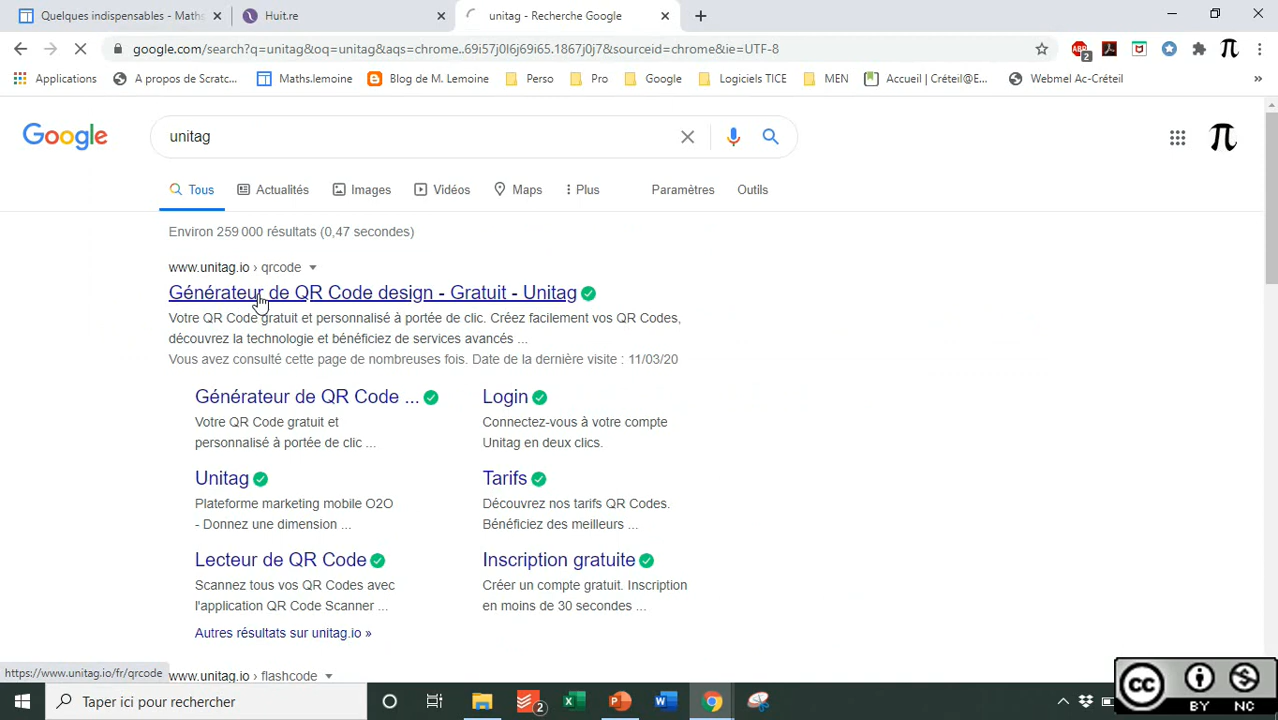 Quelques indispensables - Maths
Huit.re
unitag - Recherche Google
google.com/search?q=unitag&oq=unitag&aqs=chrome..69i57j0l6j69i65.1867j0j7&sourceid=chrome&ie=UTF-8
ABP
2
Applications
A propos de Scratc...
Maths.lemoine
Blog de M. Lemoine
Perso
Pro
Google
Logiciels TICE
MEN
Accueil | Créteil@E...
Webmel Ac-Créteil
»
Google
unitag
π
Tous
Actualités
Images
Vidéos
Maps
Plus
Paramètres
Outils
Environ 259 000 résultats (0,47 secondes)
www.unitag.io › qrcode
Générateur de QR Code design - Gratuit - Unitag
Votre QR Code gratuit et personnalisé à portée de clic. Créez facilement vos QR Codes,
découvrez la technologie et bénéficiez de services avancés ...
Vous avez consulté cette page de nombreuses fois. Date de la dernière visite : 11/03/20
Générateur de QR Code ...
Votre QR Code gratuit et
personnalisé à portée de clic ...
Login
Connectez-vous à votre compte
Unitag en deux clics.
Unitag
Plateforme marketing mobile O2O
- Donnez une dimension ...
Tarifs
Découvrez nos tarifs QR Codes.
Bénéficiez des meilleurs ...
Lecteur de QR Code
Scannez tous vos QR Codes avec
l'application QR Code Scanner ...
Inscription gratuite
Créer un compte gratuit. Inscription
en moins de 30 secondes ...
Autres résultats sur unitag.io »
https://www.unitag.io/fr/qrcode
www.unitag.io › flashcode
Taper ici pour rechercher
2
CC
BY NC